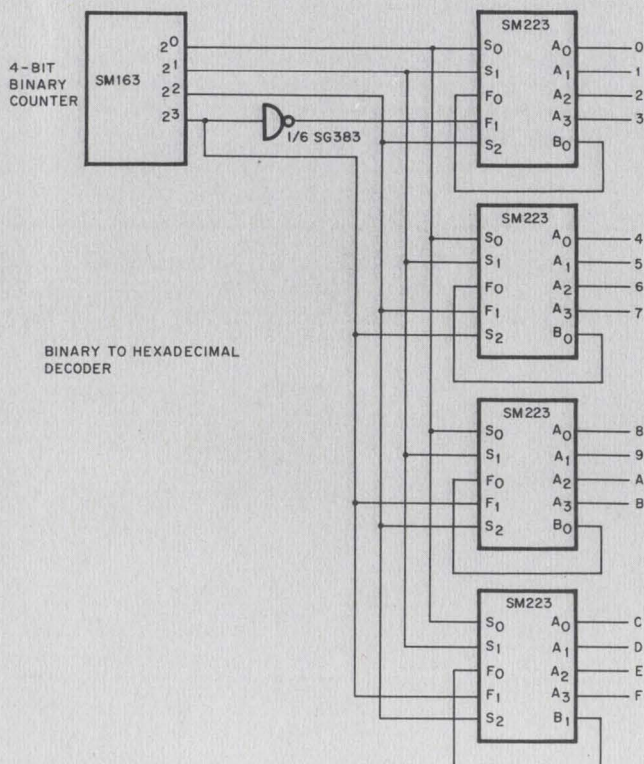 4-BIT
BINARY
COUNTER
SM163
2⁰
2¹
2²
2³
1/6 SG383
BINARY TO HEXADECIMAL
DECODER
SM223
S₀ A₀ 0
S₁ A₁ 1
F₀ A₂ 2
F₁ A₃ 3
S₂ B₀
SM223
S₀ A₀ 4
S₁ A₁ 5
F₀ A₂ 6
F₁ A₃ 7
S₂ B₀
SM223
S₀ A₀ 8
S₁ A₁ 9
F₀ A₂ A
F₁ A₃ B
S₂ B₀
SM223
S₀ A₀ C
S₁ A₁ D
F₀ A₂ E
F₁ A₃ F
S₂ B₁